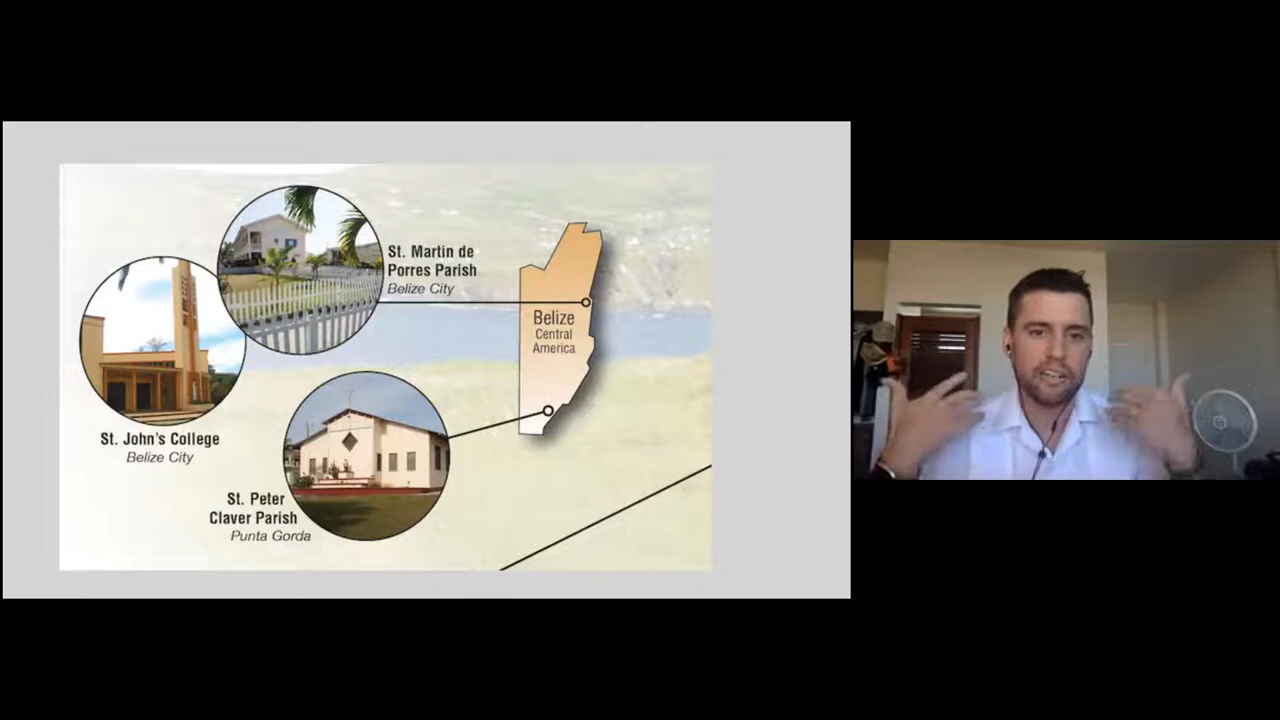 St. Martin de
Porres Parish
Belize City
Belize
Central
America
St. John's College
Belize City
St. Peter
Claver Parish
Punta Gorda